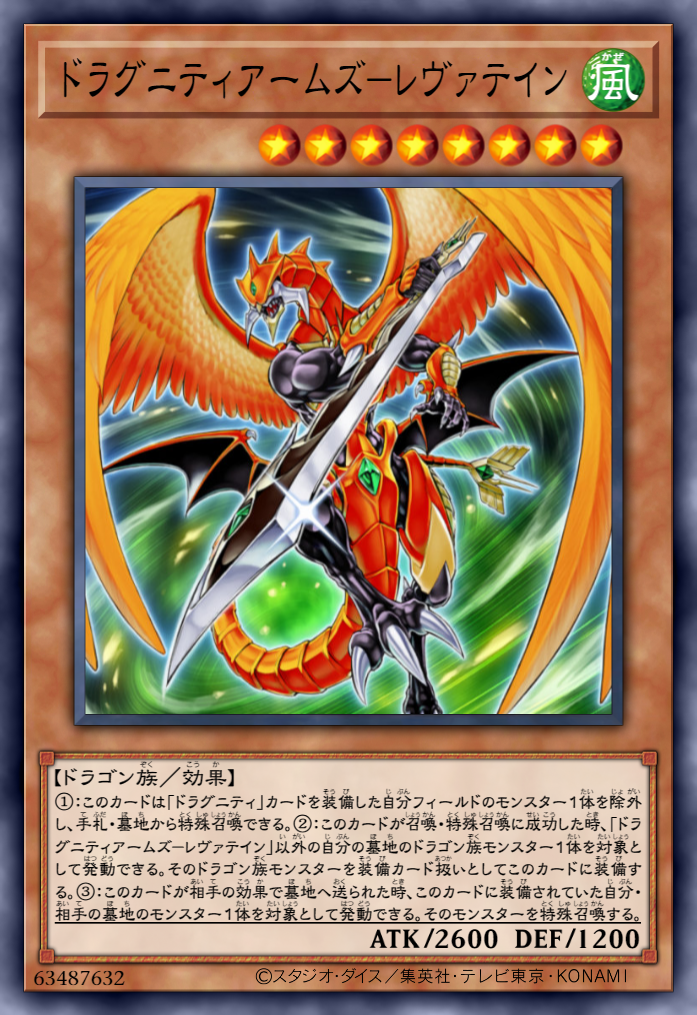 ドラグニティアームズ－レヴァテイン
風
【ドラゴン族／効果】
①：このカードは「ドラグニティ」カードを装備した自分フィールドのモンスター１体を除外
し、手札・墓地から特殊召喚できる。②：このカードが召喚・特殊召喚に成功した時、「ドラ
グニティアームズ－レヴァテイン」以外の自分の墓地のドラゴン族モンスター１体を対象と
して発動できる。そのドラゴン族モンスターを装備カード扱いとしてこのカードに装備す
る。③：このカードが相手の効果で墓地へ送られた時、このカードに装備されていた自分・
相手の墓地のモンスター１体を対象として発動できる。そのモンスターを特殊召喚する。
ATK/2600 DEF/1200
63487632 ©スタジオ・ダイス／集英社・テレビ東京・KONAMI